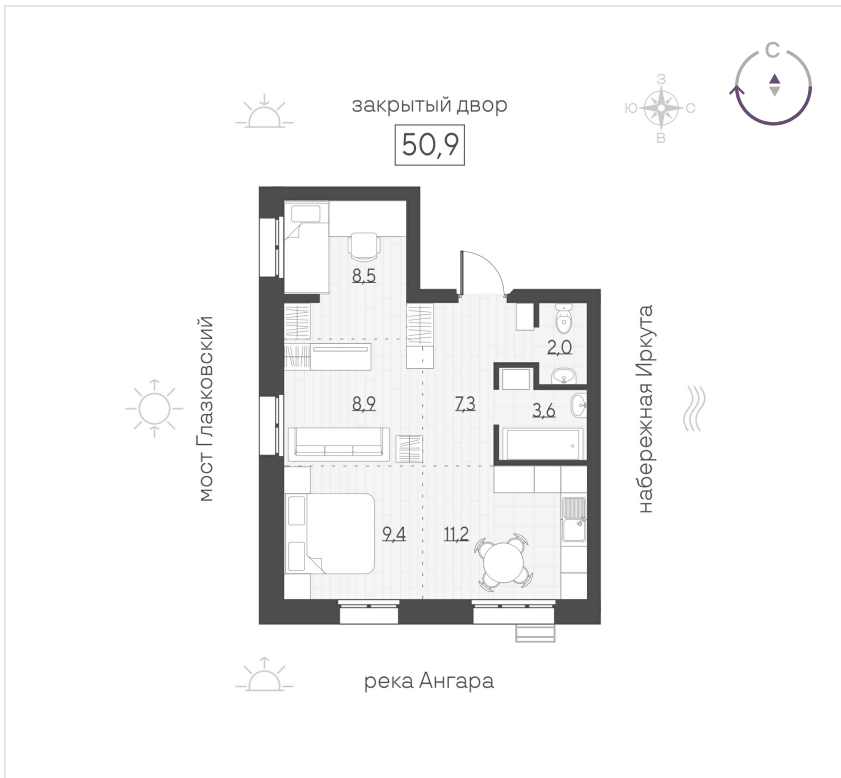 С
закрытый двор
З
Ю С
В
50,9
8,5
2,0
мост Глазковский
8,9
7,3
3,6
набережная Иркута
9,4
11,2
река Ангара